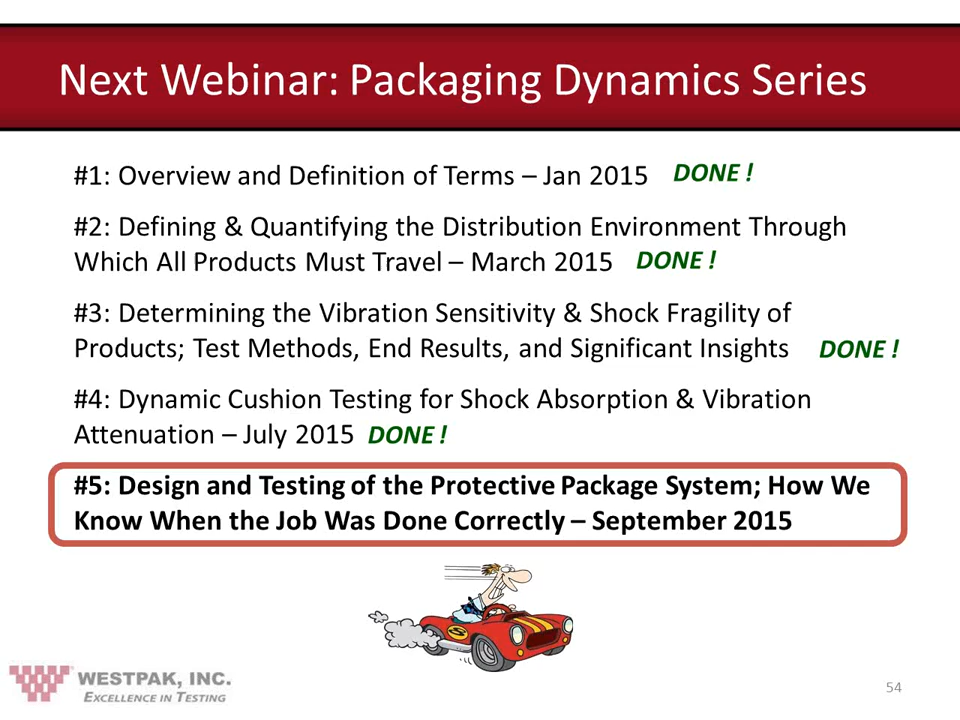 Next Webinar: Packaging Dynamics Series
#1: Overview and Definition of Terms – Jan 2015 DONE !
#2: Defining & Quantifying the Distribution Environment Through
Which All Products Must Travel – March 2015 DONE !
#3: Determining the Vibration Sensitivity & Shock Fragility of
Products; Test Methods, End Results, and Significant Insights DONE !
#4: Dynamic Cushion Testing for Shock Absorption & Vibration
Attenuation – July 2015 DONE !
#5: Design and Testing of the Protective Package System; How We
Know When the Job Was Done Correctly – September 2015
S
WESTPAK, INC.
EXCELLENCE IN TESTING
54